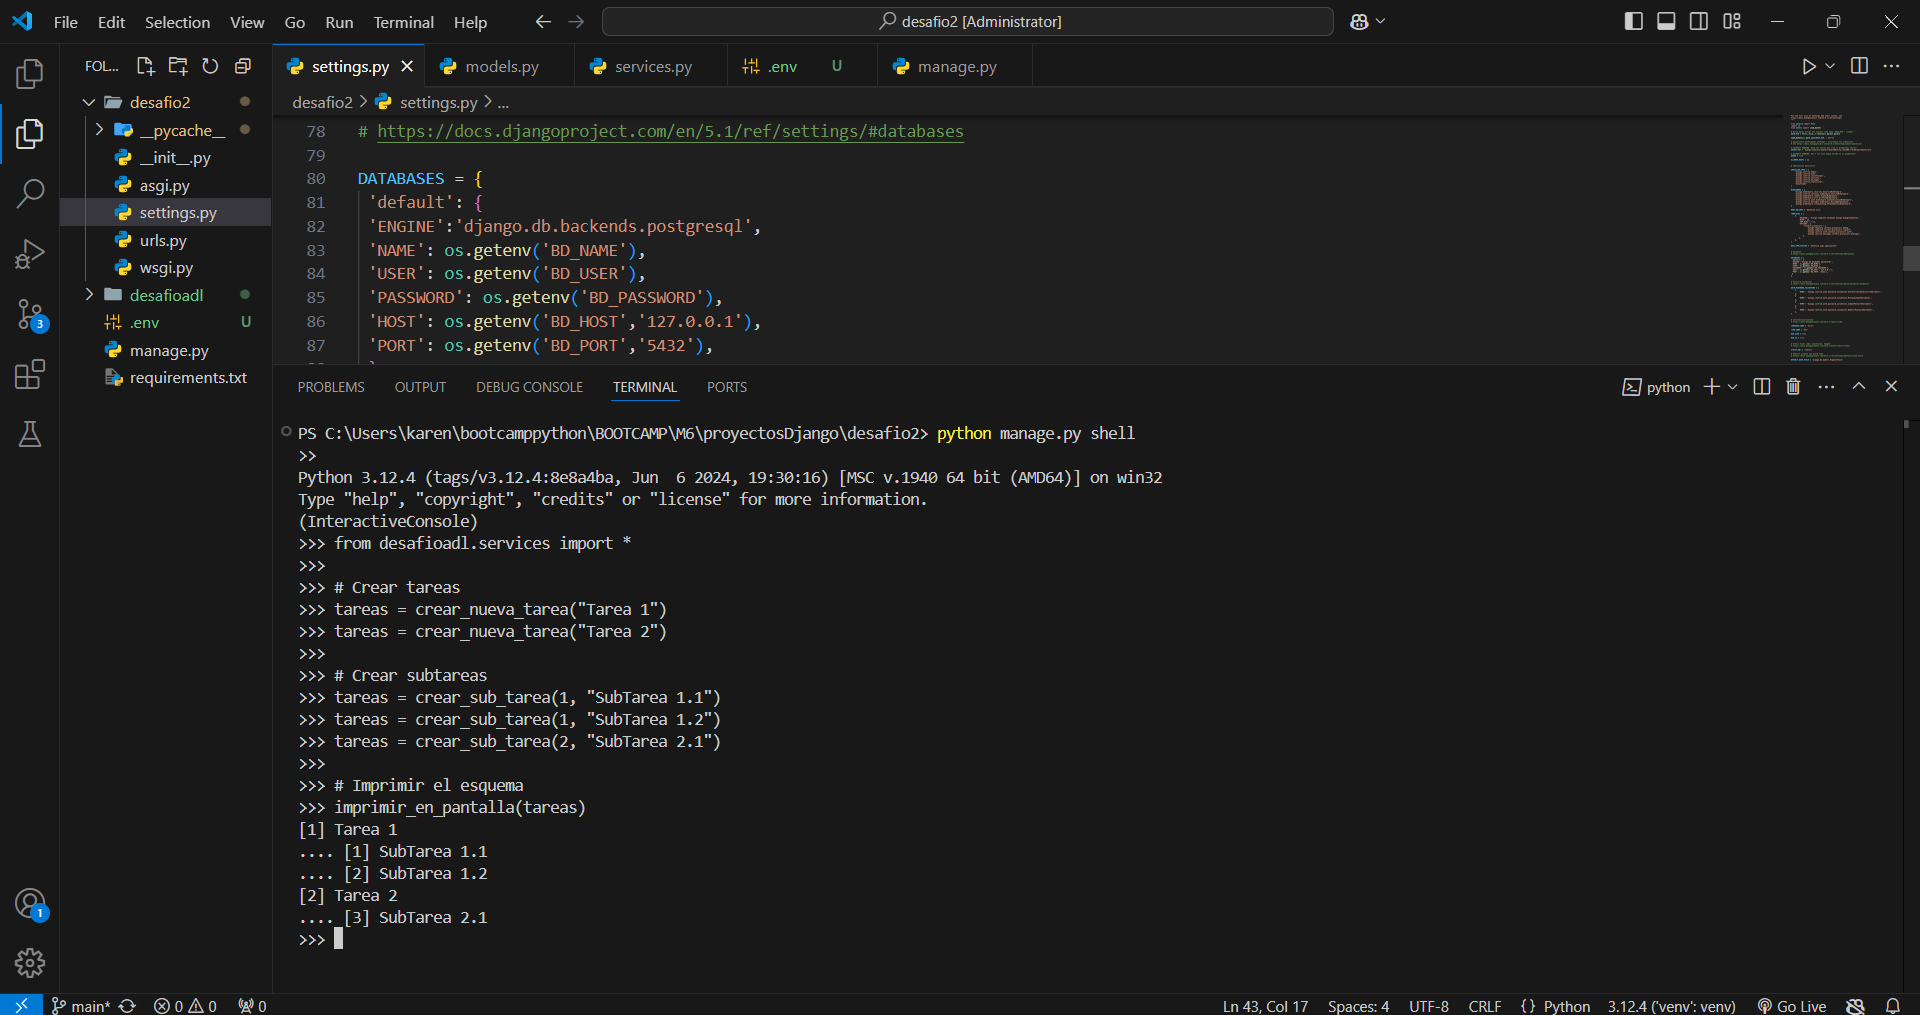 File Edit Selection View Go Run Terminal Help
desafio2 [Administrator]
FOL...
desafio2
__pycache__
__init__.py
asgi.py
settings.py
urls.py
wsgi.py
desafioadl
.env U
manage.py
requirements.txt
3
1
settings.py models.py services.py .env U manage.py
desafio2 > settings.py > ...
78 # https://docs.djangoproject.com/en/5.1/ref/settings/#databases
79
80 DATABASES = {
81 'default': {
82 'ENGINE':'django.db.backends.postgresql',
83 'NAME': os.getenv('BD_NAME'),
84 'USER': os.getenv('BD_USER'),
85 'PASSWORD': os.getenv('BD_PASSWORD'),
86 'HOST': os.getenv('BD_HOST','127.0.0.1'),
87 'PORT': os.getenv('BD_PORT','5432'),
PROBLEMS OUTPUT DEBUG CONSOLE TERMINAL PORTS
python
PS C:\Users\karen\bootcamppython\BOOTCAMP\M6\proyectosDjango\desafio2> python manage.py shell
>>
Python 3.12.4 (tags/v3.12.4:8e8a4ba, Jun  6 2024, 19:30:16) [MSC v.1940 64 bit (AMD64)] on win32
Type "help", "copyright", "credits" or "license" for more information.
(InteractiveConsole)
>>> from desafioadl.services import *
>>>
>>> # Crear tareas
>>> tareas = crear_nueva_tarea("Tarea 1")
>>> tareas = crear_nueva_tarea("Tarea 2")
>>>
>>> # Crear subtareas
>>> tareas = crear_sub_tarea(1, "SubTarea 1.1")
>>> tareas = crear_sub_tarea(1, "SubTarea 1.2")
>>> tareas = crear_sub_tarea(2, "SubTarea 2.1")
>>>
>>> # Imprimir el esquema
>>> imprimir_en_pantalla(tareas)
[1] Tarea 1
.... [1] SubTarea 1.1
.... [2] SubTarea 1.2
[2] Tarea 2
.... [3] SubTarea 2.1
>>>
main* 0 0 0 Ln 43, Col 17 Spaces: 4 UTF-8 CRLF {} Python 3.12.4 ('venv': venv) Go Live